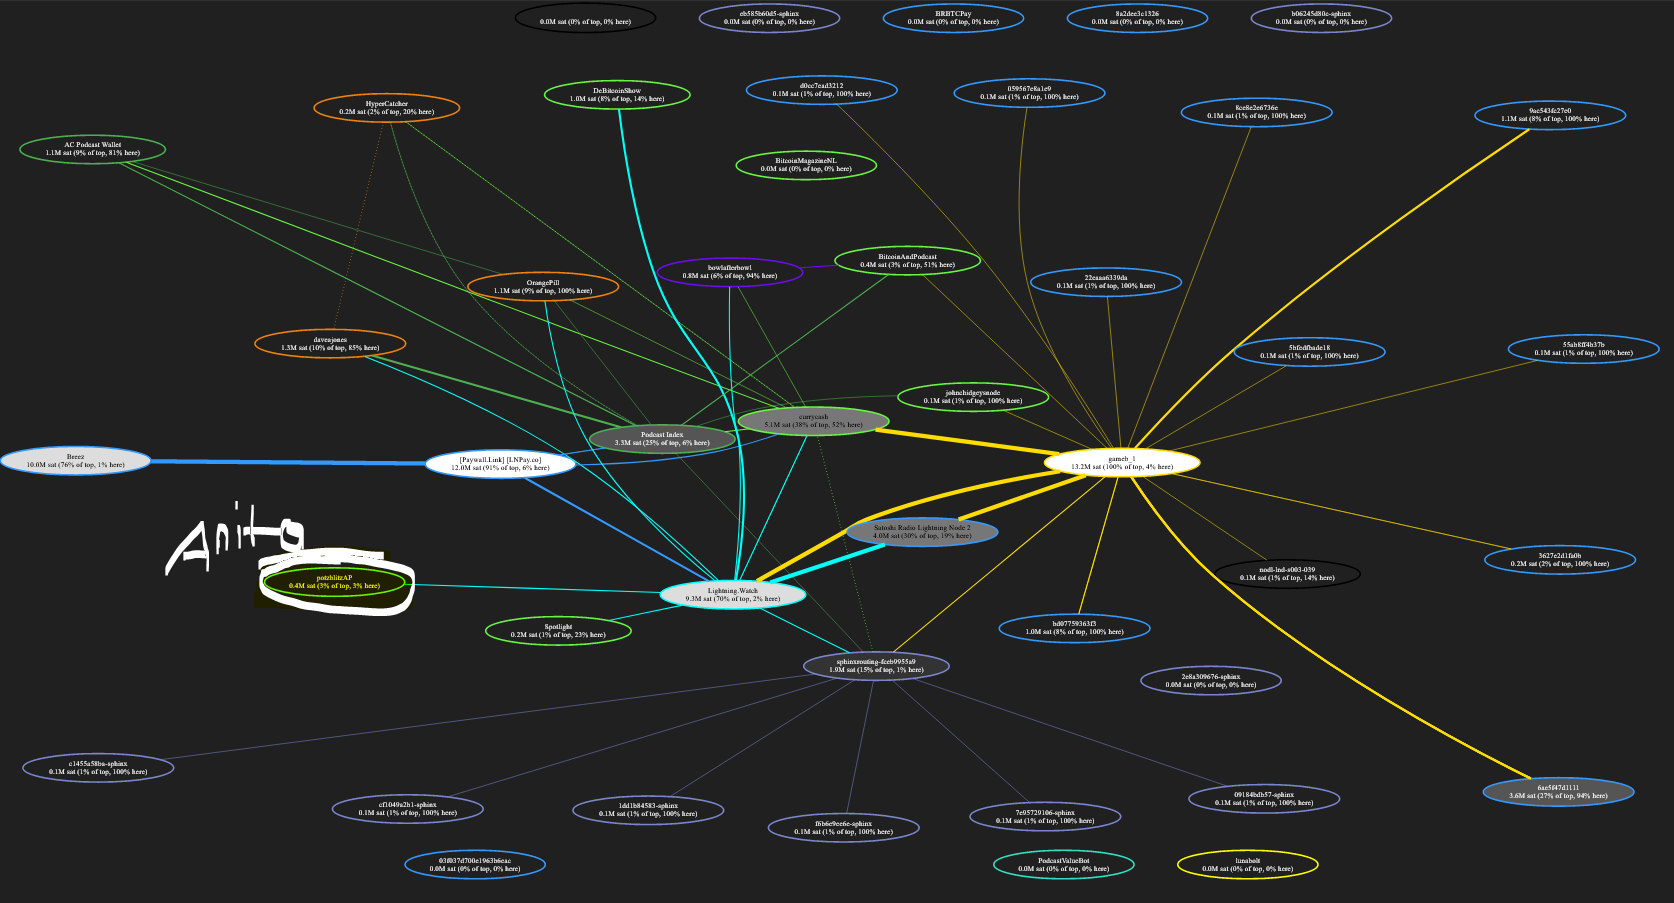 0.0M sat (0% of top, 0% here)
eb585b60d5-sphinx
0.0M sat (0% of top, 0% here)
BRBTCPay
0.0M sat (0% of top, 0% here)
8a2dee3e1326
0.0M sat (0% of top, 0% here)
b06245d80c-sphinx
0.0M sat (0% of top, 0% here)
HyperCatcher
0.2M sat (2% of top, 20% here)
DeBitcoinShow
1.0M sat (8% of top, 14% here)
d0cc7ead3212
0.1M sat (1% of top, 100% here)
059567e8a1e9
0.1M sat (1% of top, 100% here)
8ce8e2e6736e
0.1M sat (1% of top, 100% here)
9ac543fc27e0
1.1M sat (8% of top, 100% here)
AC Podcast Wallet
1.1M sat (9% of top, 81% here)
BitcoinMagazineNL
0.0M sat (0% of top, 0% here)
bowlafterbowl
0.8M sat (6% of top, 94% here)
BitcoinAndPodcast
0.4M sat (3% of top, 51% here)
OrangePill
1.1M sat (9% of top, 100% here)
22eaaa6339da
0.1M sat (1% of top, 100% here)
daveajones
1.3M sat (10% of top, 85% here)
5bfedfbade18
0.1M sat (1% of top, 100% here)
55ab8ff4b37b
0.1M sat (1% of top, 100% here)
johnchidgeysnode
0.1M sat (1% of top, 100% here)
currycash
5.1M sat (38% of top, 52% here)
Podcast Index
3.3M sat (25% of top, 6% here)
Breez
10.0M sat (76% of top, 1% here)
[Paywall.Link] [LNPay.co]
12.0M sat (91% of top, 6% here)
gameb_1
13.2M sat (100% of top, 4% here)
Anita
Satoshi Radio Lightning Node 2
4.0M sat (30% of top, 19% here)
potzblitzAP
0.4M sat (3% of top, 3% here)
Lightning.Watch
9.3M sat (70% of top, 2% here)
nodl-lnd-s003-039
0.1M sat (1% of top, 14% here)
3627e2d1fa0b
0.2M sat (2% of top, 100% here)
Spotlight
0.2M sat (1% of top, 23% here)
bd07759363f3
1.0M sat (8% of top, 100% here)
sphinxrouting-fceb9955a9
1.9M sat (15% of top, 1% here)
2e8a309676-sphinx
0.0M sat (0% of top, 0% here)
c1455a58ba-sphinx
0.1M sat (1% of top, 100% here)
cf1049a2b1-sphinx
0.1M sat (1% of top, 100% here)
1dd1b84583-sphinx
0.1M sat (1% of top, 100% here)
f6b6e9ee6e-sphinx
0.1M sat (1% of top, 100% here)
7e95729106-sphinx
0.1M sat (1% of top, 100% here)
09184bdb57-sphinx
0.1M sat (1% of top, 100% here)
6ae5f47d1111
3.6M sat (27% of top, 94% here)
03f037d700e1963b6eac
0.0M sat (0% of top, 0% here)
PodcastValueBot
0.0M sat (0% of top, 0% here)
lunabolt
0.0M sat (0% of top, 0% here)